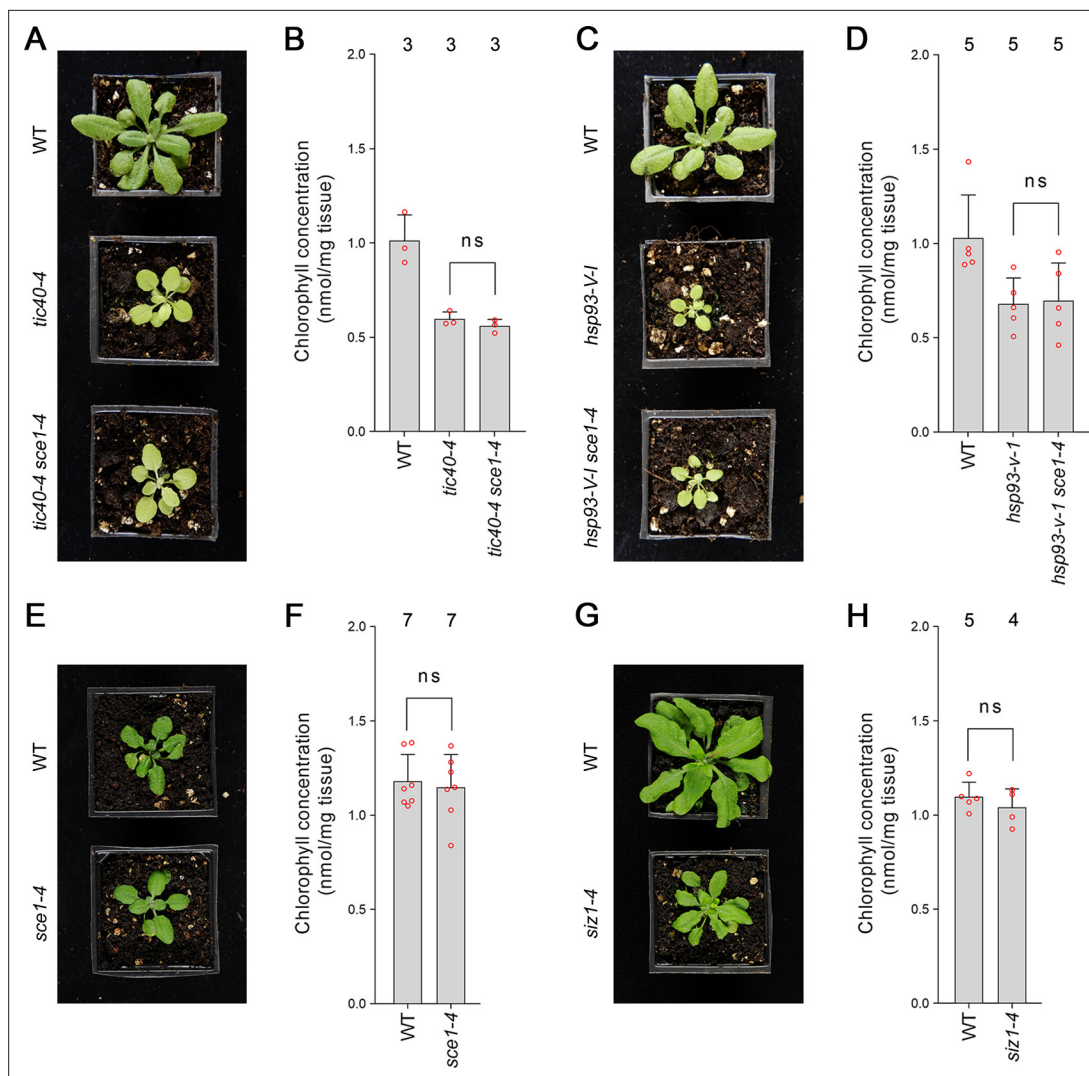 A
WT
tic40-4
tic40-4 sce1-4
B
3 3 3
Chlorophyll concentration
(nmol/mg tissue)
2.0
1.5
1.0
0.5
0.0
ns
WT
tic40-4
tic40-4 sce1-4
C
WT
hsp93-V-I
hsp93-V-I sce1-4
D
5 5 5
Chlorophyll concentration
(nmol/mg tissue)
2.0
1.5
1.0
0.5
0.0
ns
WT
hsp93-v-1
hsp93-v-1 sce1-4
E
WT
sce1-4
F
7 7
Chlorophyll concentration
(nmol/mg tissue)
2.0
1.5
1.0
0.5
0.0
ns
WT
sce1-4
G
WT
siz1-4
H
5 4
Chlorophyll concentration
(nmol/mg tissue)
2.0
1.5
1.0
0.5
0.0
ns
WT
siz1-4